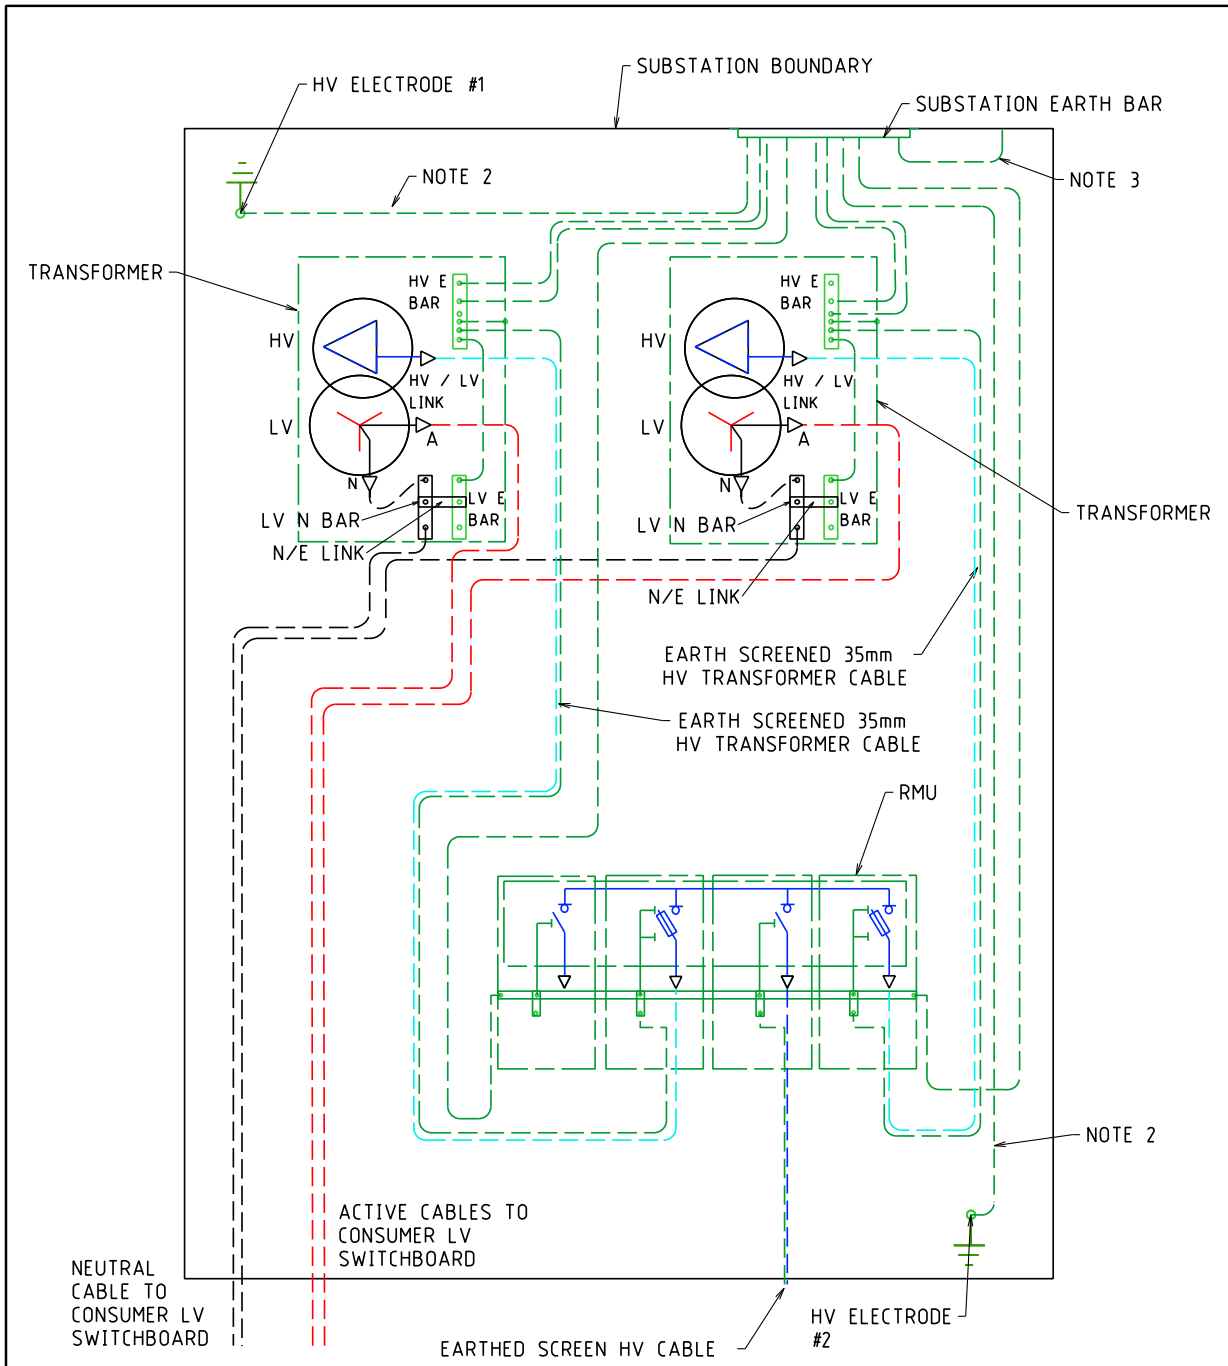 SUBSTATION BOUNDARY
HV ELECTRODE #1
SUBSTATION EARTH BAR
NOTE 2
NOTE 3
TRANSFORMER
HV E
BAR
HV
HV / LV
LINK
LV
A
N
LV E
BAR
LV N BAR
N/E LINK
HV E
BAR
HV
HV / LV
LINK
LV
A
N
LV E
BAR
LV N BAR
TRANSFORMER
N/E LINK
EARTH SCREENED 35mm
HV TRANSFORMER CABLE
EARTH SCREENED 35mm
HV TRANSFORMER CABLE
RMU
NOTE 2
ACTIVE CABLES TO
CONSUMER LV
SWITCHBOARD
NEUTRAL
CABLE TO
CONSUMER LV
SWITCHBOARD
HV ELECTRODE
#2
EARTHED SCREEN HV CABLE